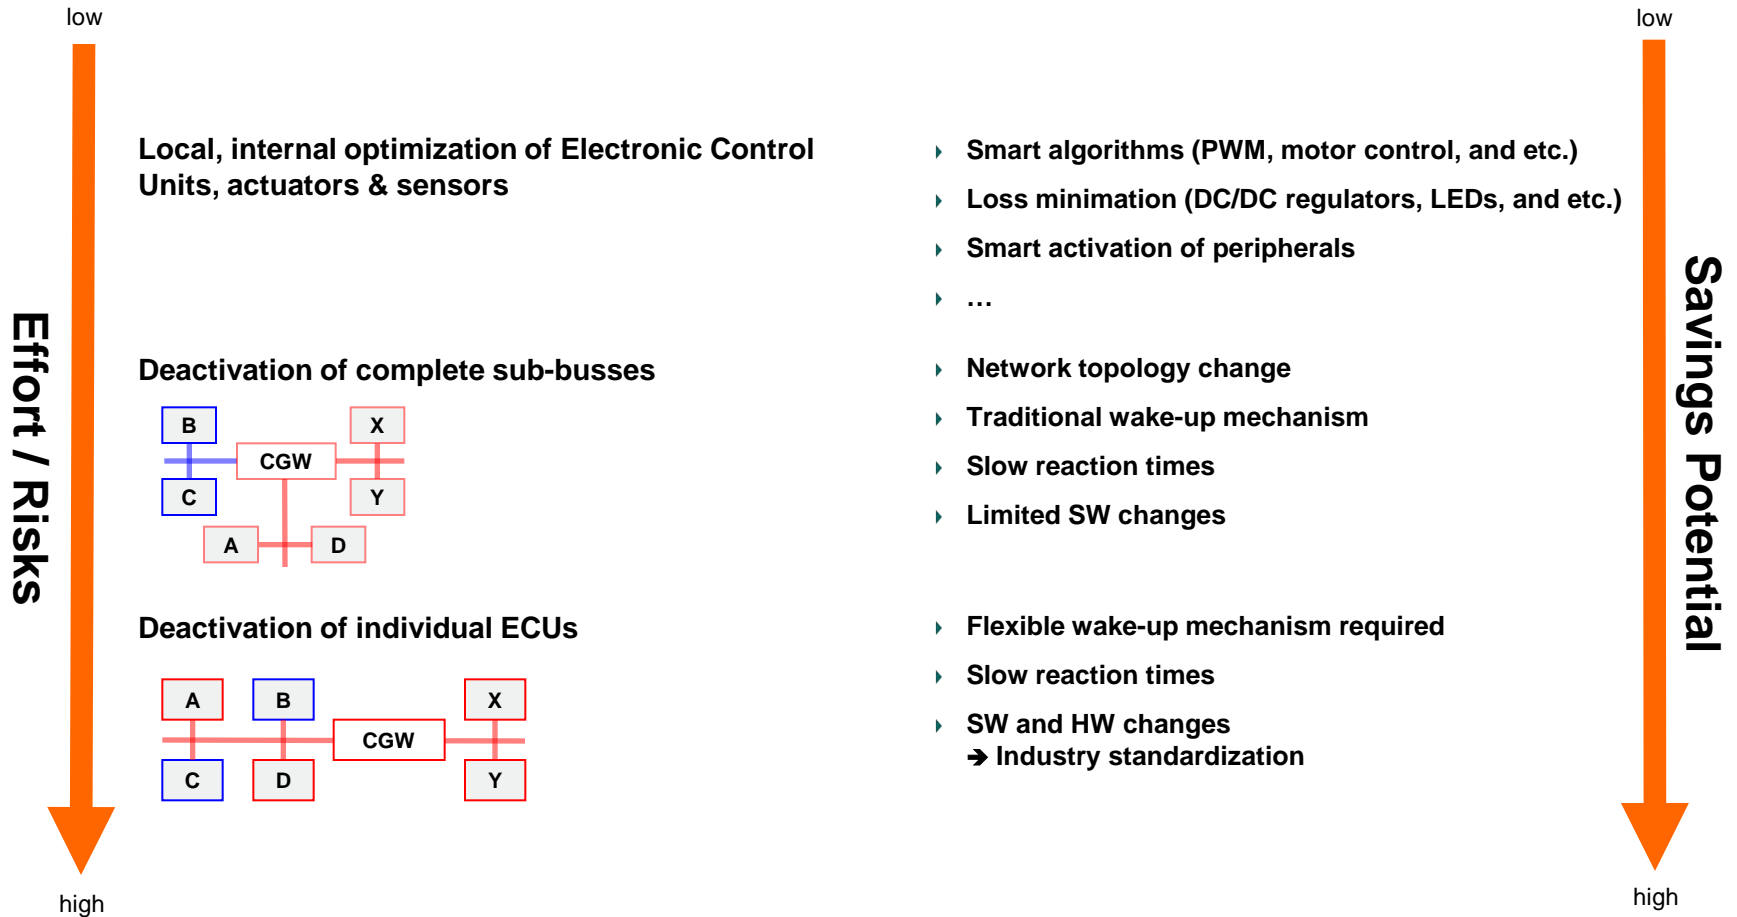 low
low
Effort / Risks
Savings Potential
Local, internal optimization of Electronic Control
Units, actuators & sensors
Smart algorithms (PWM, motor control, and etc.)
Loss minimation (DC/DC regulators, LEDs, and etc.)
Smart activation of peripherals
…
Deactivation of complete sub-busses
B
X
CGW
C
Y
A
D
Network topology change
Traditional wake-up mechanism
Slow reaction times
Limited SW changes
Deactivation of individual ECUs
A
B
X
CGW
C
D
Y
Flexible wake-up mechanism required
Slow reaction times
SW and HW changes
➔ Industry standardization
high
high